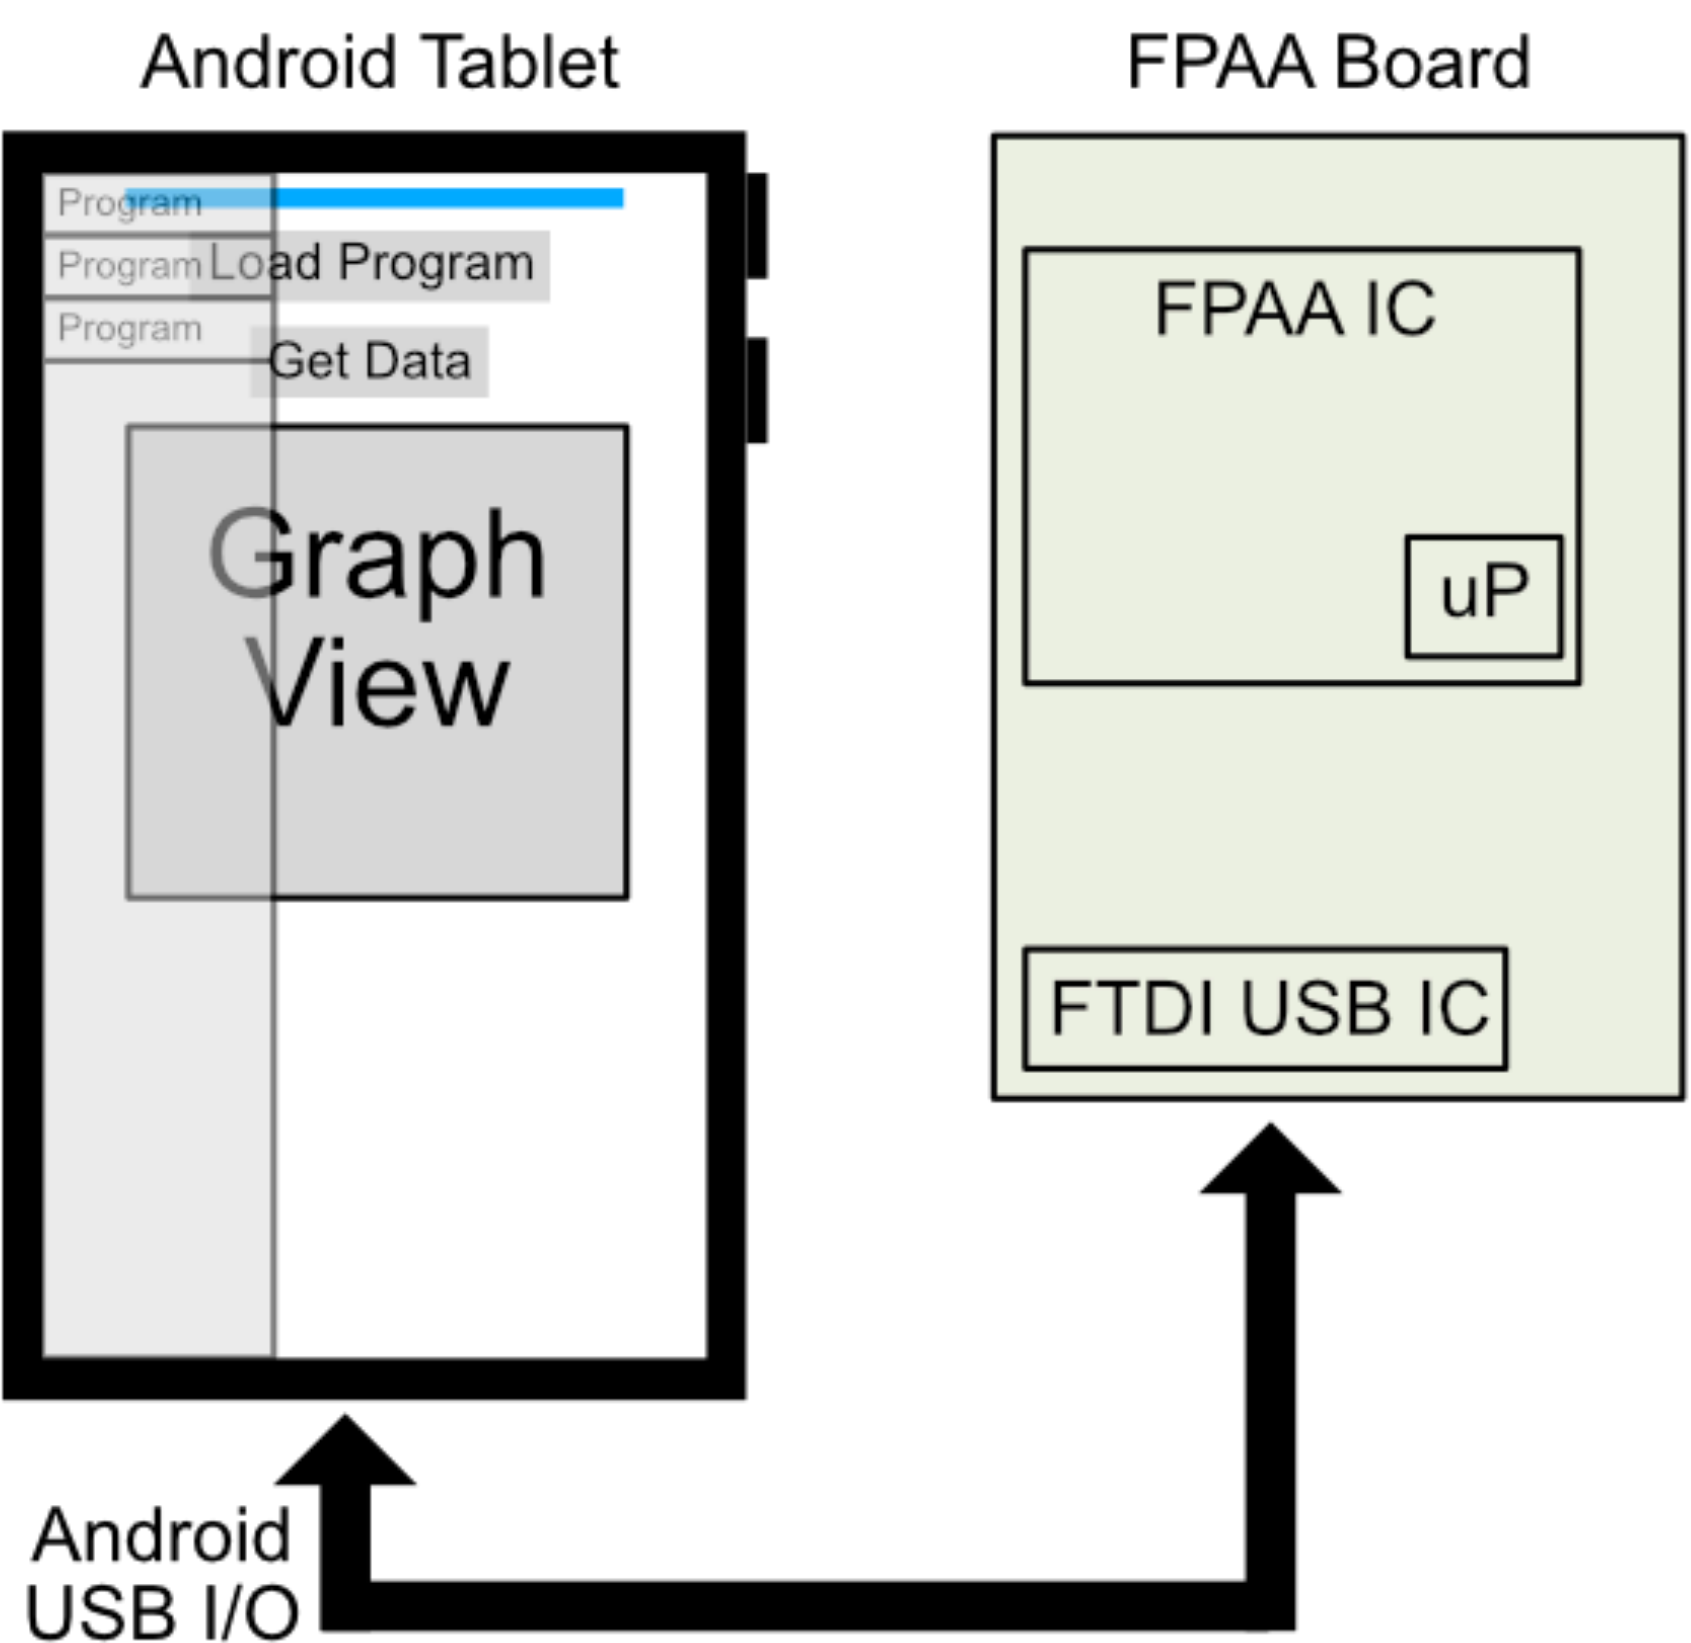 Android Tablet
Program
Program
Program
Load Program
Get Data
Graph
View
Android
USB I/O
FPAA Board
FPAA IC
uP
FTDI USB IC